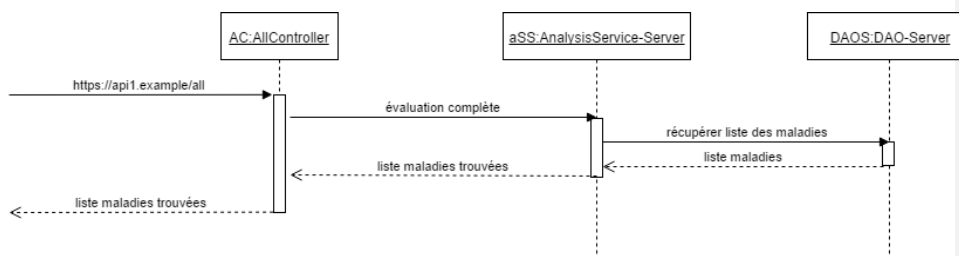 AC:AllController
aSS:AnalysisService-Server
DAOS:DAO-Server
https://api1.example/all
évaluation complète
récupérer liste des maladies
liste maladies
liste maladies trouvées
liste maladies trouvées